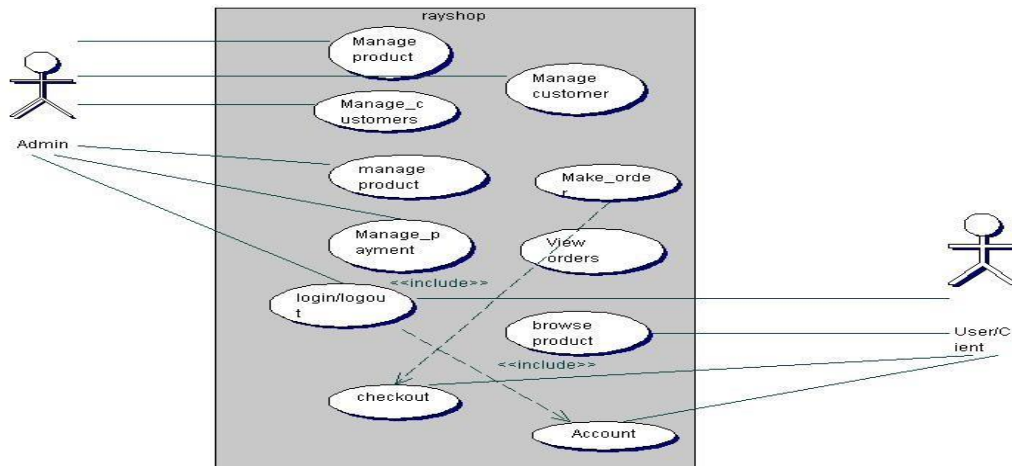 rayshop
Manage
product
Manage
customer
Manage_c
ustomers
Admin
manage
product
Make_orde
r
Manage_p
ayment
View
orders
<<include>>
login/logou
t
browse
product
User/Cl
ient
<<include>>
checkout
Account